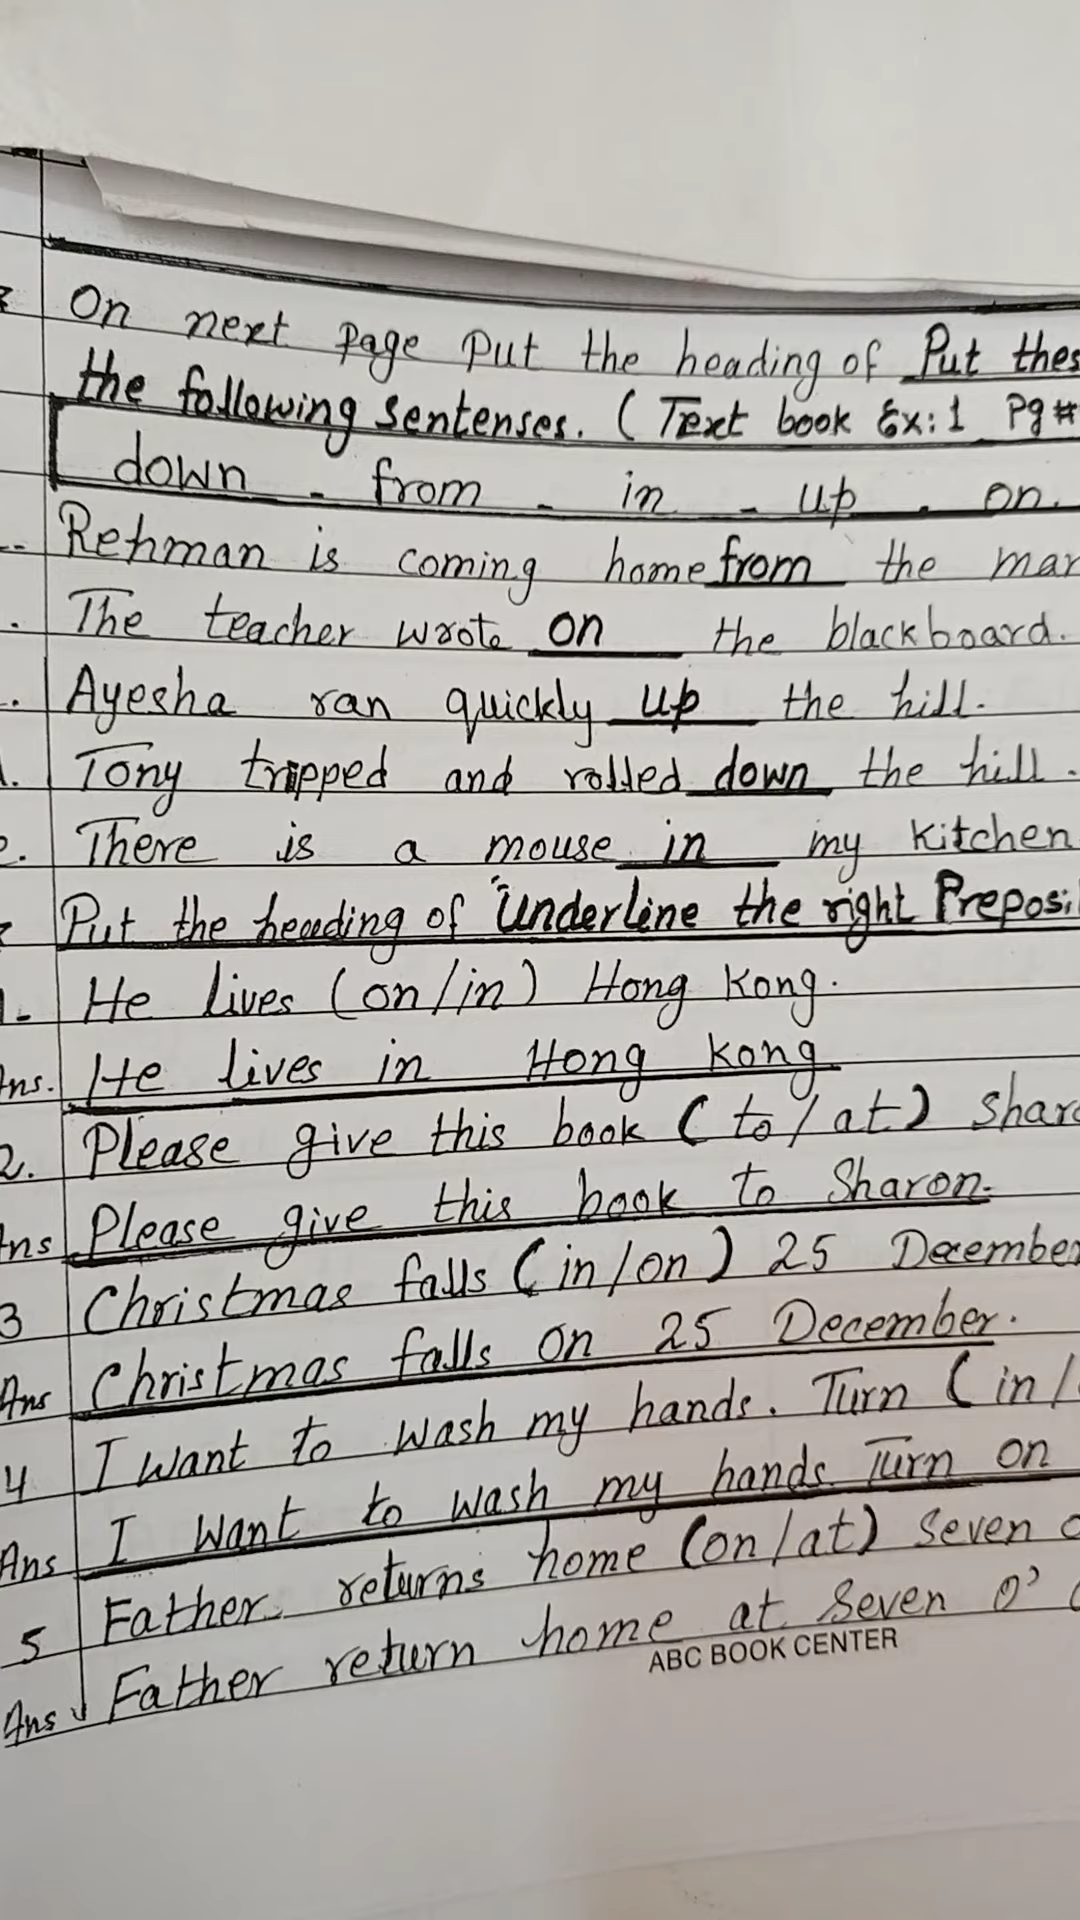 On next Page Put the heading of Put
the following Sentenses. ( Text book Ex:1 Pg #
down - from - in - up . on.
Rehman is coming home from the
The teacher wrote on the blackboard.
Ayesha ran quickly up the hill.
Tony tripped and rolled down the hill.
e. There is a mouse in my Kitchen
Put the heading of "Underline the right
1. He lives (on/in) Hong Kong.
Ans. He lives in Hong Kong
2. Please give this book ( to / at )
Ans Please give this book to Sharon.
3 Christmas falls ( in/on ) 25 December
Ans Christmas falls on 25 December.
4 I want to wash my hands. Turn ( in /
Ans I want to wash my hands. Turn on
5 Father returns home (on/at) Seven
Ans Father return home at Seven O'
ABC BOOK CENTER